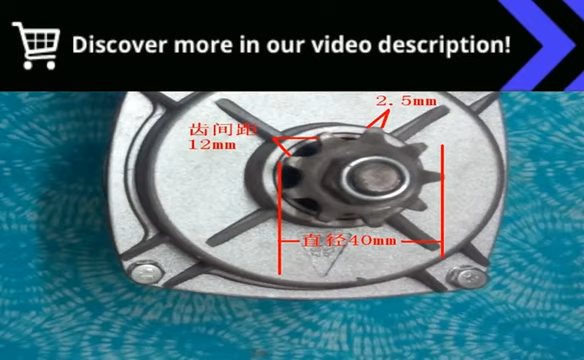 Discover more in our video description!
2.5mm
齿间距
12mm
直径40mm